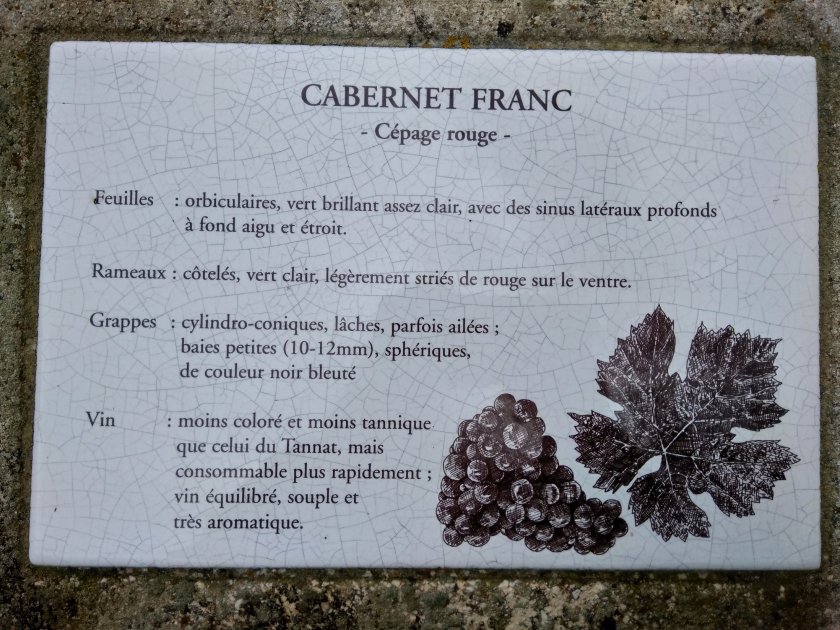 CABERNET FRANC
- Cépage rouge -
Feuilles : orbiculaires, vert brillant assez clair, avec des sinus latéraux profonds
à fond aigu et étroit.
Rameaux : côtelés, vert clair, légèrement striés de rouge sur le ventre.
Grappes : cylindro-coniques, lâches, parfois ailées ;
baies petites (10-12mm), sphériques,
de couleur noir bleuté
Vin : moins coloré et moins tannique
que celui du Tannat, mais
consommable plus rapidement ;
vin équilibré, souple et
très aromatique.